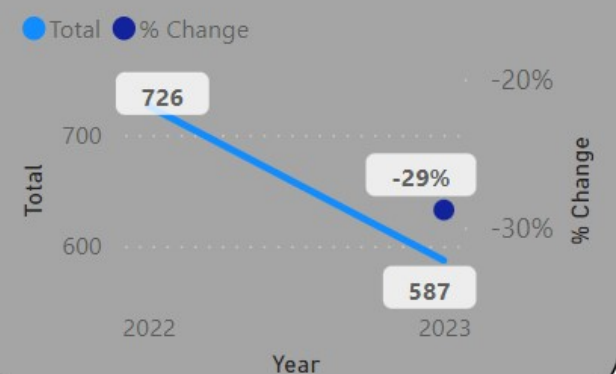 Total % Change
726
-20%
700
-29%
-30%
600
587
Total
% Change
2022 2023
Year